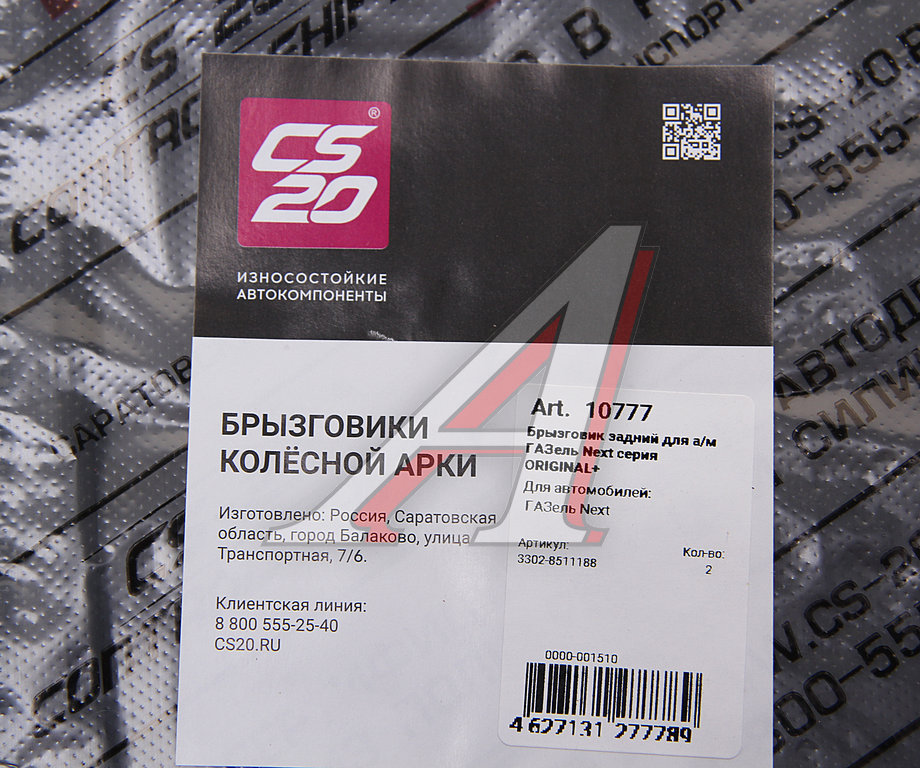 CS
20
®
ИЗНОСОСТОЙКИЕ
АВТОКОМПОНЕНТЫ
БРЫЗГОВИКИ
КОЛЁСНОЙ АРКИ
Изготовлено: Россия, Саратовская
область, город Балаково, улица
Транспортная, 7/6.
Клиентская линия:
8 800 555-25-40
CS20.RU
Art. 10777
Брызговик задний для а/м
ГАЗель Next серия
ORIGINAL+
Для автомобилей:
ГАЗель Next
Артикул:
3302-8511188
Кол-во:
2
0000-001510
4 627131 277789